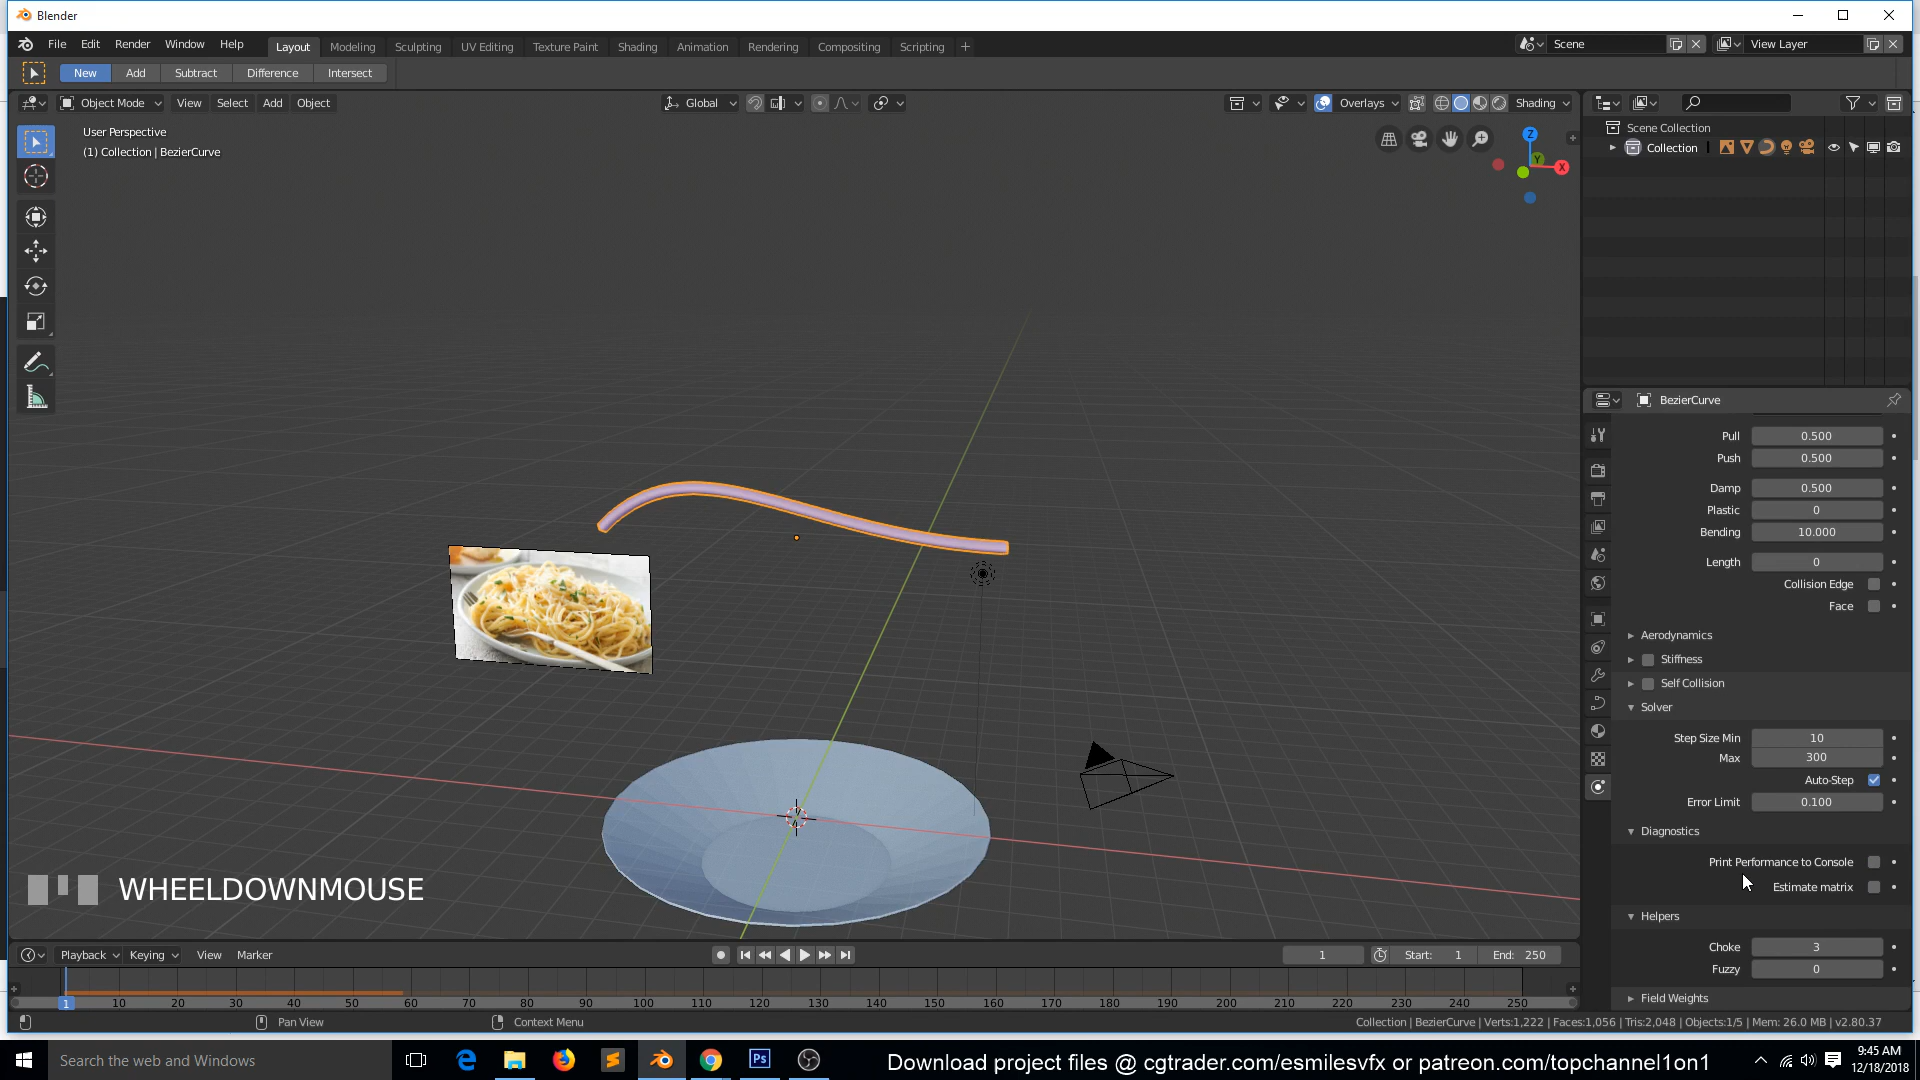 Blender
File Edit Render Window Help Layout Modeling Sculpting UV Editing Texture Paint Shading Animation Rendering Compositing Scripting + Scene View Layer
New Add Subtract Difference Intersect
Object Mode View Select Add Object Global Overlays Shading
User Perspective
(1) Collection | BezierCurve
Z
Y
X
Scene Collection
Collection
BezierCurve
Pull 0.500
Push 0.500
Damp 0.500
Plastic 0
Bending 10.000
Length 0
Collision Edge
Face
Aerodynamics
Stiffness
Self Collision
Solver
Step Size Min 10
Max 300
Auto-Step
Error Limit 0.100
Diagnostics
Print Performance to Console
Estimate matrix
Helpers
Choke 3
Fuzzy 0
Field Weights
WHEELDOWNMOUSE
Playback Keying View Marker 1 Start: 1 End: 250
1 10 20 30 40 50 60 70 80 90 100 110 120 130 140 150 160 170 180 190 200 210 220 230 240 250
Pan View Context Menu Collection | BezierCurve | Verts:1,222 | Faces:1,056 | Tris:2,048 | Objects:1/5 | Mem: 26.0 MB | v2.80.37
Search the web and Windows
Ps
Download project files @ cgtrader.com/esmilesvfx or patreon.com/topchannel1on1
9:45 AM
12/18/2018